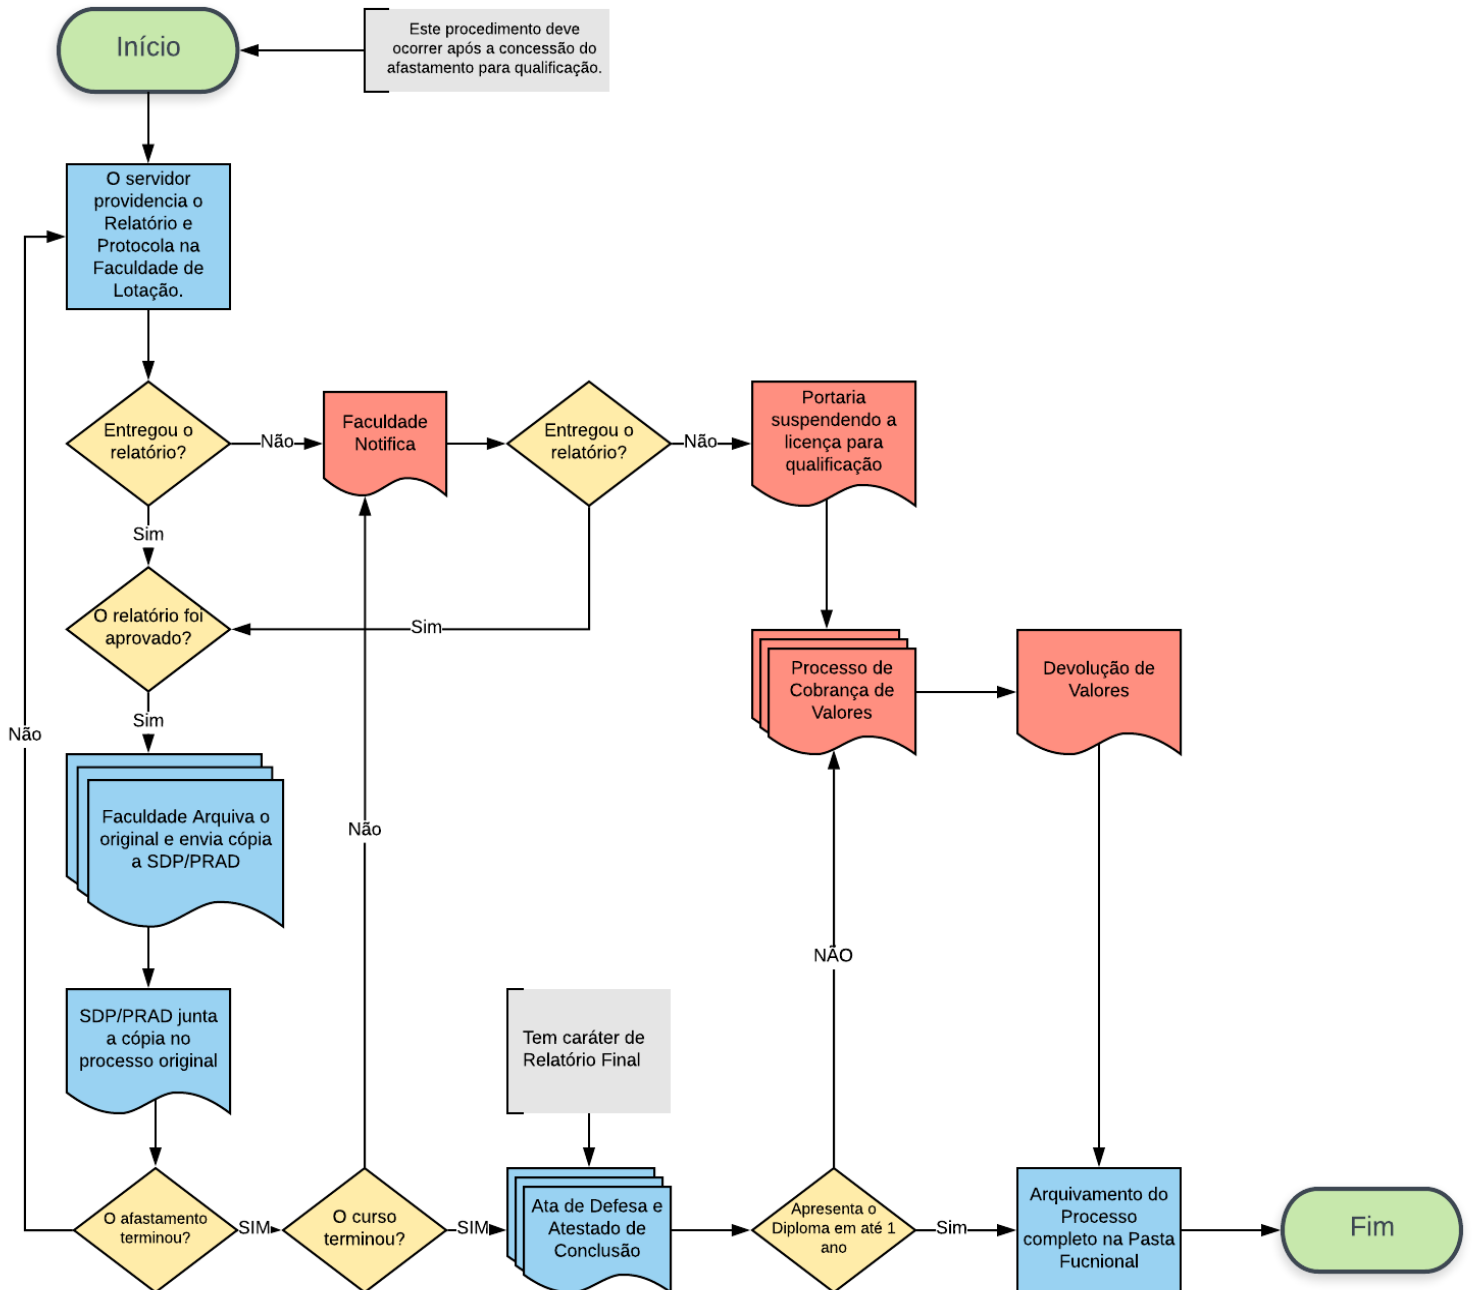 Início
Este procedimento deve
ocorrer após a concessão do
afastamento para qualificação.
O servidor
providencia o
Relatório e
Protocola na
Faculdade de
Lotação.
Entregou o
relatório?
Não
Faculdade
Notifica
Entregou o
relatório?
Não
Portaria
suspendendo a
licença para
qualificação
Sim
O relatório foi
aprovado?
Sim
Processo de
Cobrança de
Valores
Devolução de
Valores
Sim
Não
Faculdade Arquiva o
original e envia cópia
a SDP/PRAD
Não
NÃO
SDP/PRAD junta
a cópia no
processo original
Tem caráter de
Relatório Final
O afastamento
terminou?
SIM
O curso
terminou?
SIM
Ata de Defesa e
Atestado de
Conclusão
Apresenta o
Diploma em até 1
ano
Sim
Arquivamento do
Processo
completo na Pasta
Fucnional
Fim